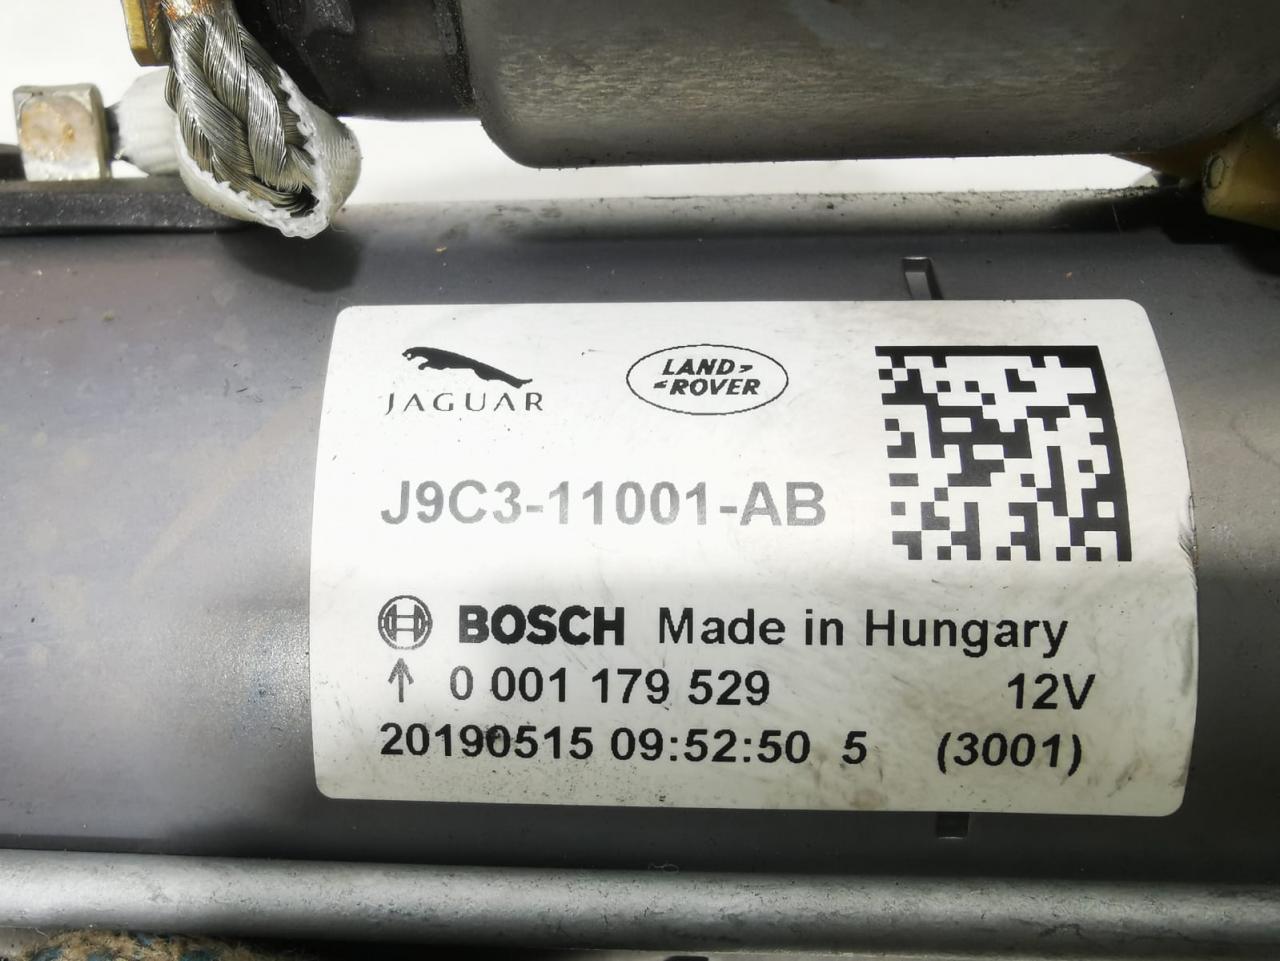 JAGUAR
LAND ROVER
J9C3-11001-AB
BOSCH Made in Hungary
↑ 0 001 179 529 12V
20190515 09:52:50 5 (3001)